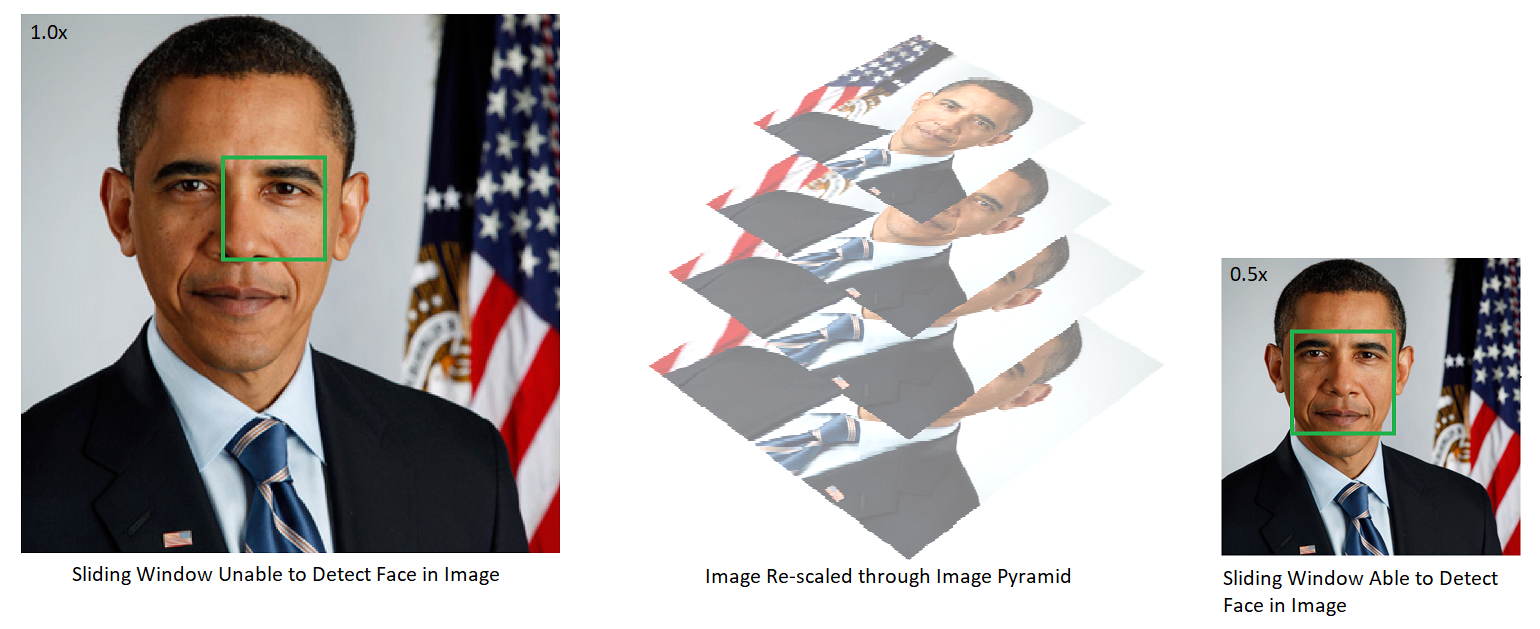 1.0x
Sliding Window Unable to Detect Face in Image
Image Re-scaled through Image Pyramid
0.5x
Sliding Window Able to Detect
Face in Image